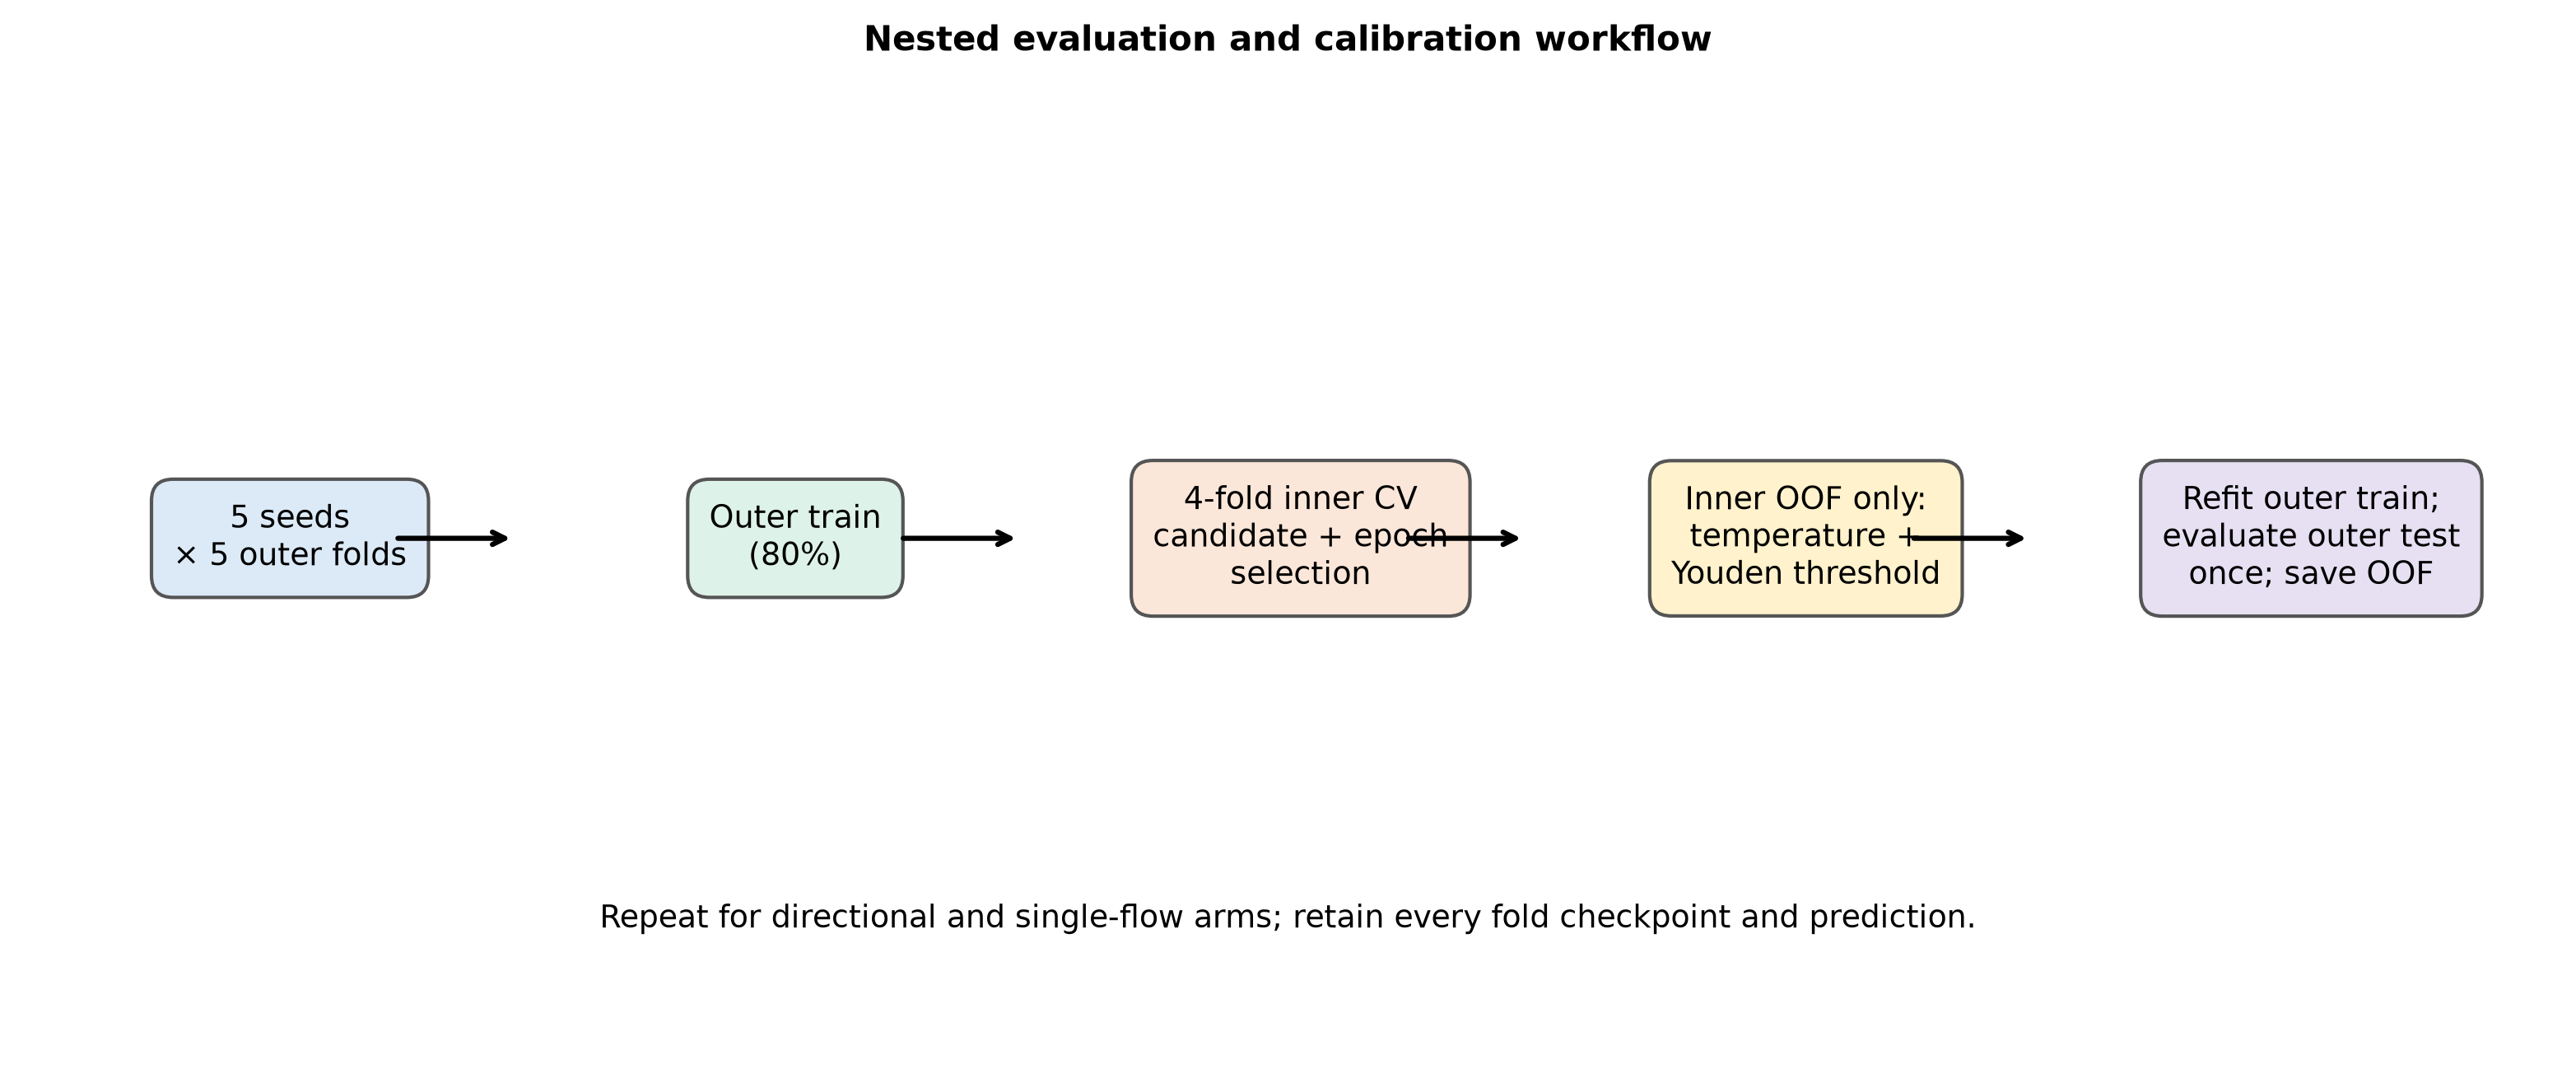 Nested evaluation and calibration workflow
5 seeds
× 5 outer folds
Outer train
(80%)
4-fold inner CV
candidate + epoch
selection
Inner OOF only:
temperature +
Youden threshold
Refit outer train;
evaluate outer test
once; save OOF
Repeat for directional and single-flow arms; retain every fold checkpoint and prediction.